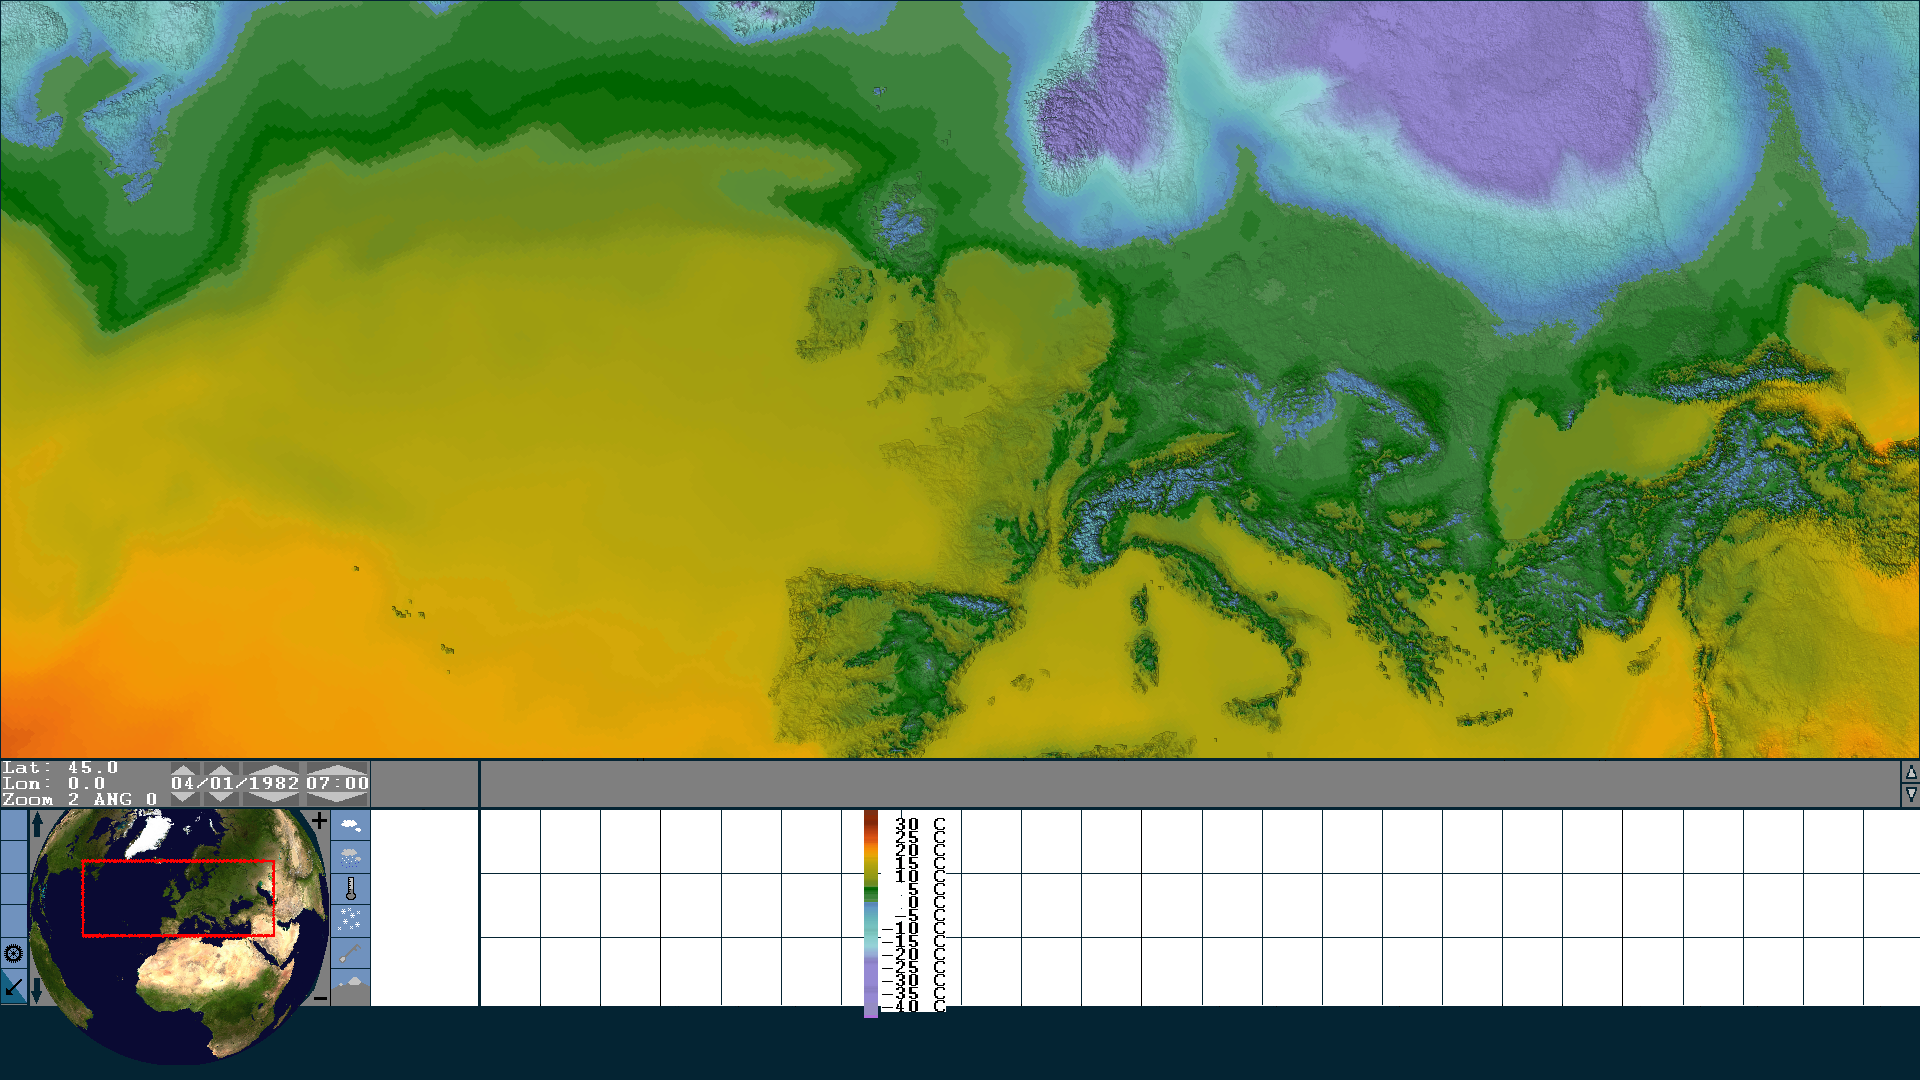 Lat: 45.0
Lon: 0.0
04/01/1982 07:00
Zoom 2 ANG 0
+
−
30 C
25 C
20 C
15 C
10 C
5 C
0 C
−5 C
−10 C
−15 C
−20 C
−25 C
−30 C
−35 C
−40 C